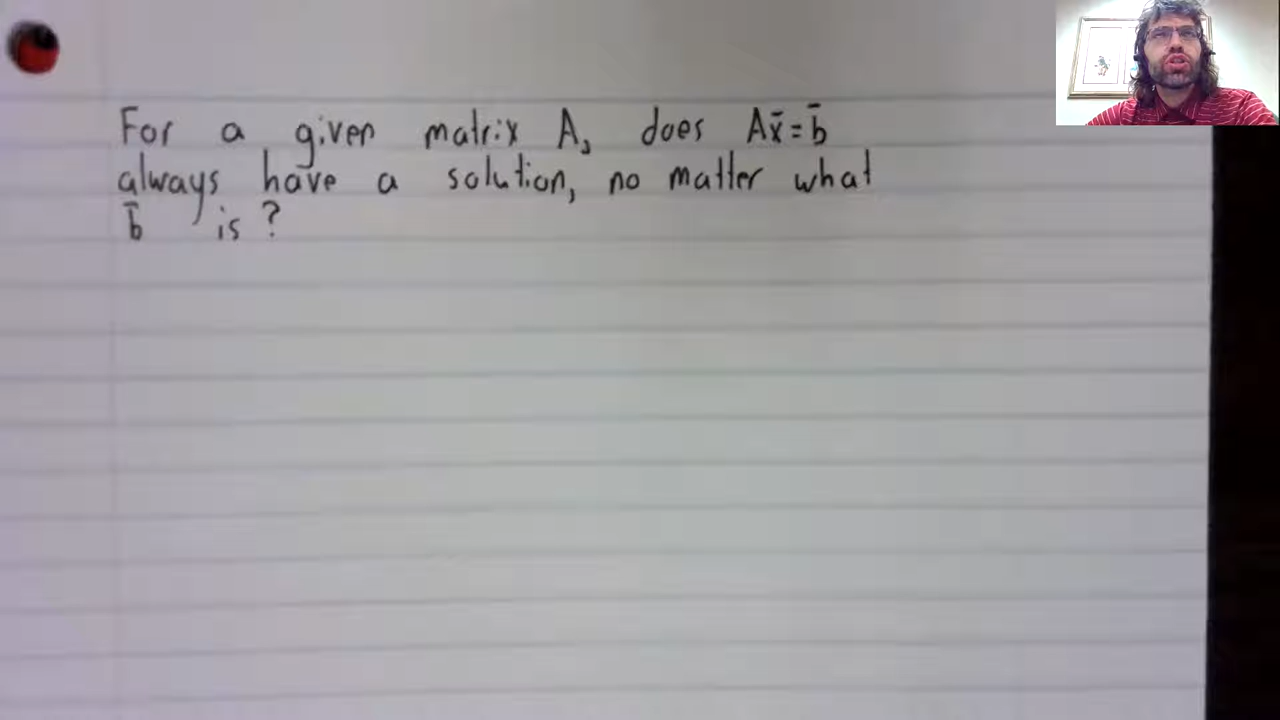 For a given matrix A, does Ax̄ = b̄
always have a solution, no matter what
b̄ is?